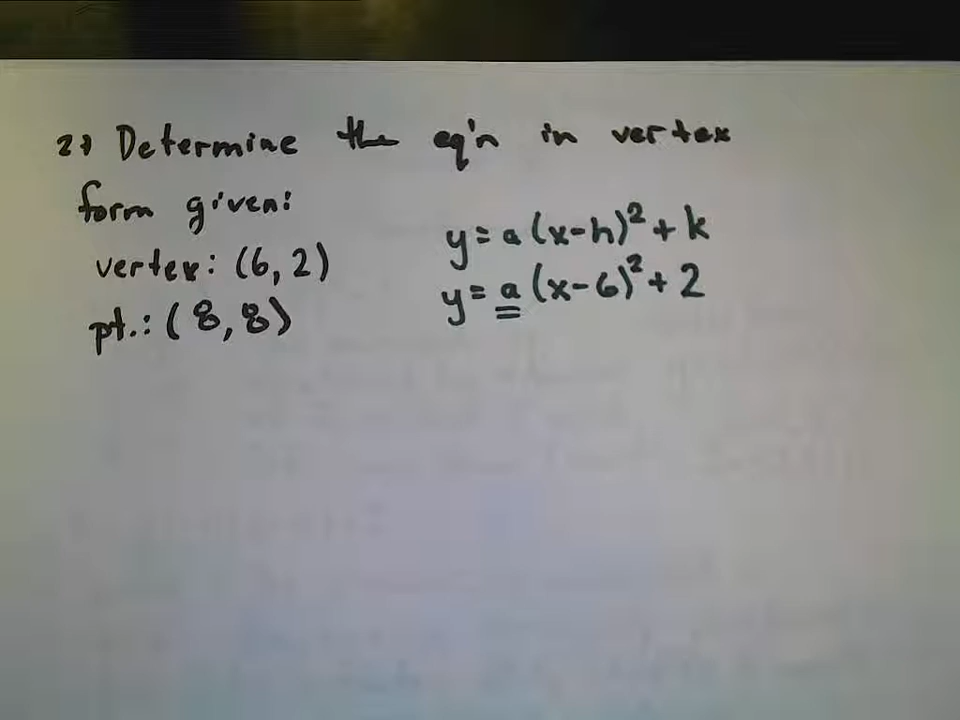 2) Determine the eq'n in vertex
form given:
vertex: (6,2)
pt.: (8,8)
y = a(x-h)² + k
y = a(x-6)² + 2